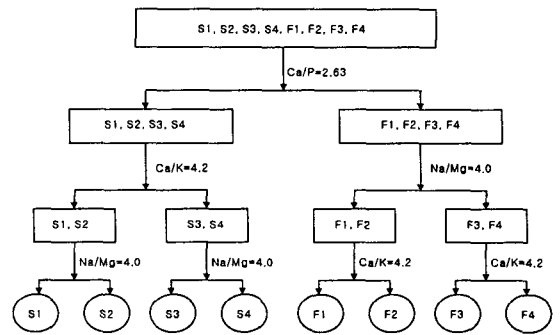 S1, S2, S3, S4, F1, F2, F3, F4
Ca/P=2.63
S1, S2, S3, S4
F1, F2, F3, F4
Ca/K=4.2
Na/Mg=4.0
S1, S2
S3, S4
F1, F2
F3, F4
Na/Mg=4.0
Na/Mg=4.0
Ca/K=4.2
Ca/K=4.2
S1
S2
S3
S4
F1
F2
F3
F4